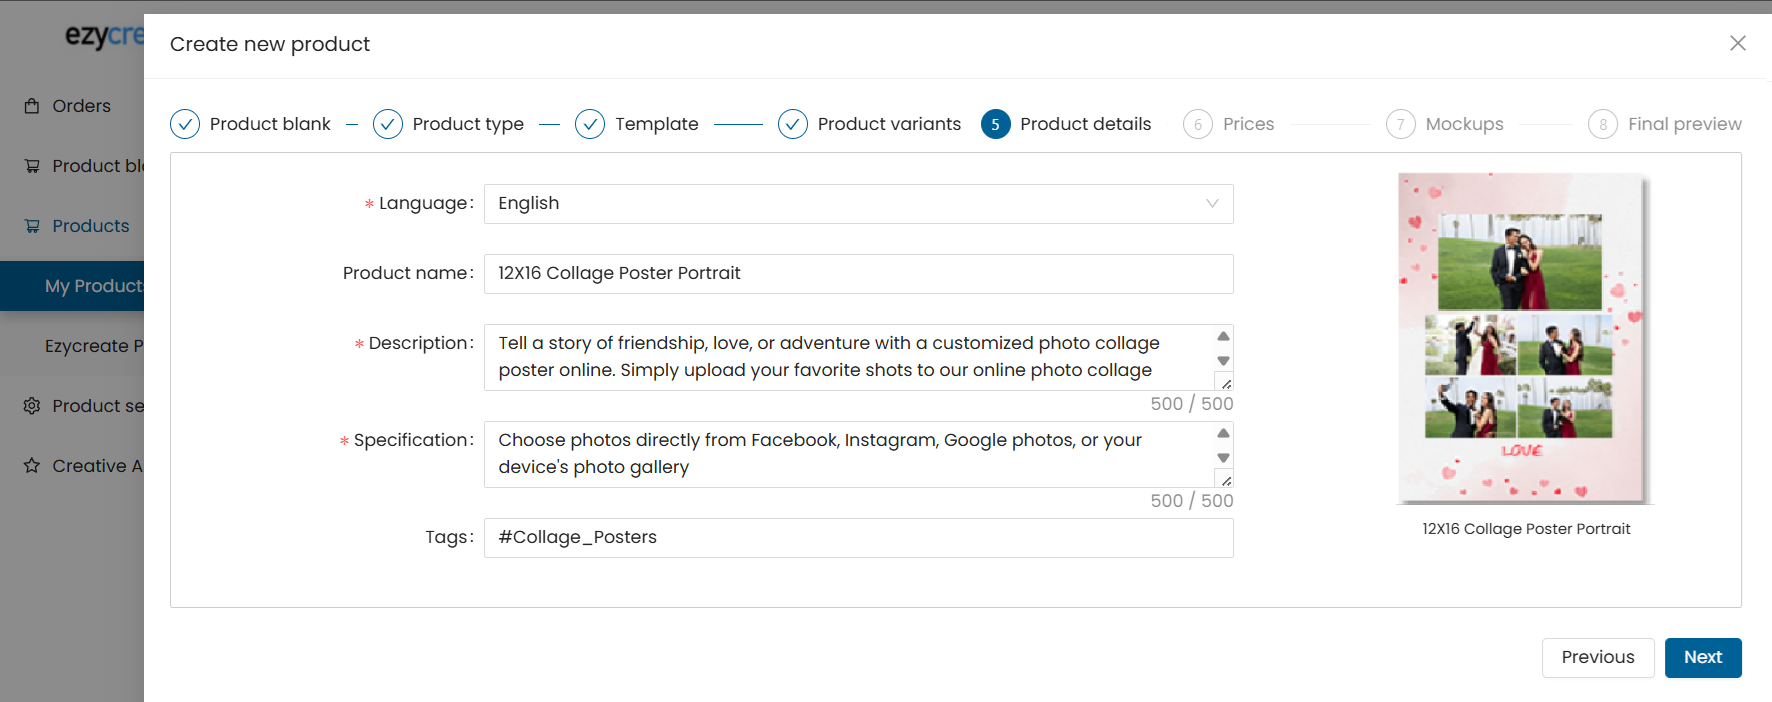 ezycre
Create new product
Orders
Product bl
Products
My Product
Ezycreate P
Product se
Creative A
Product blank
Product type
Template
Product variants
5 Product details
6 Prices
7 Mockups
8 Final preview
* Language:
English
Product name:
12X16 Collage Poster Portrait
* Description:
Tell a story of friendship, love, or adventure with a customized photo collage
poster online. Simply upload your favorite shots to our online photo collage
500 / 500
* Specification:
Choose photos directly from Facebook, Instagram, Google photos, or your
device's photo gallery
500 / 500
Tags:
#Collage_Posters
LOVE
12X16 Collage Poster Portrait
Previous
Next